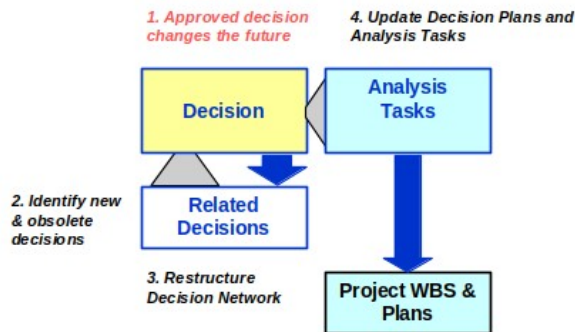 1. Approved decision
changes the future
4. Update Decision Plans and
Analysis Tasks
Decision
Analysis
Tasks
2. Identify new
& obsolete
decisions
Related
Decisions
3. Restructure
Decision Network
Project WBS &
Plans